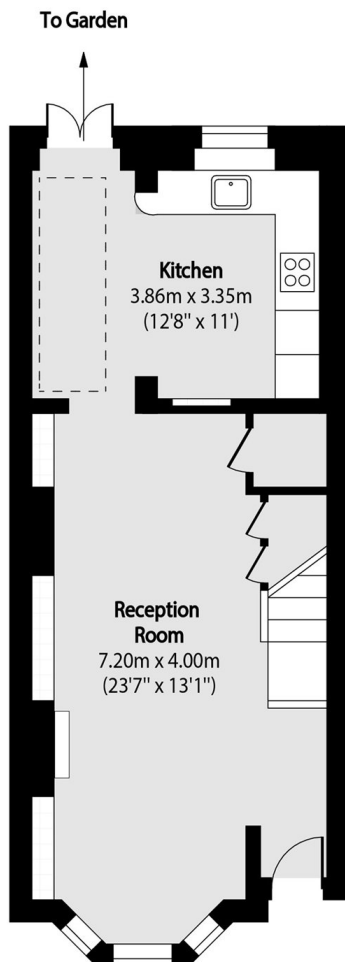 To Garden
Kitchen
3.86m x 3.35m
(12'8" x 11')
Reception
Room
7.20m x 4.00m
(23'7" x 13'1")